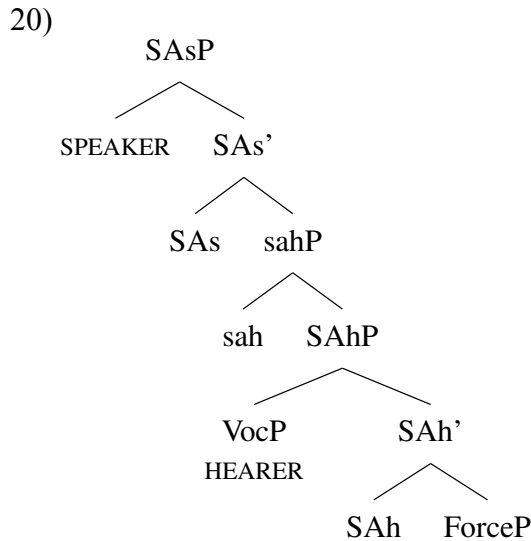 20)
SAsP
SPEAKER SAs’
SAs sahP
sah SAhP
VocP SAh’
HEARER
SAh ForceP